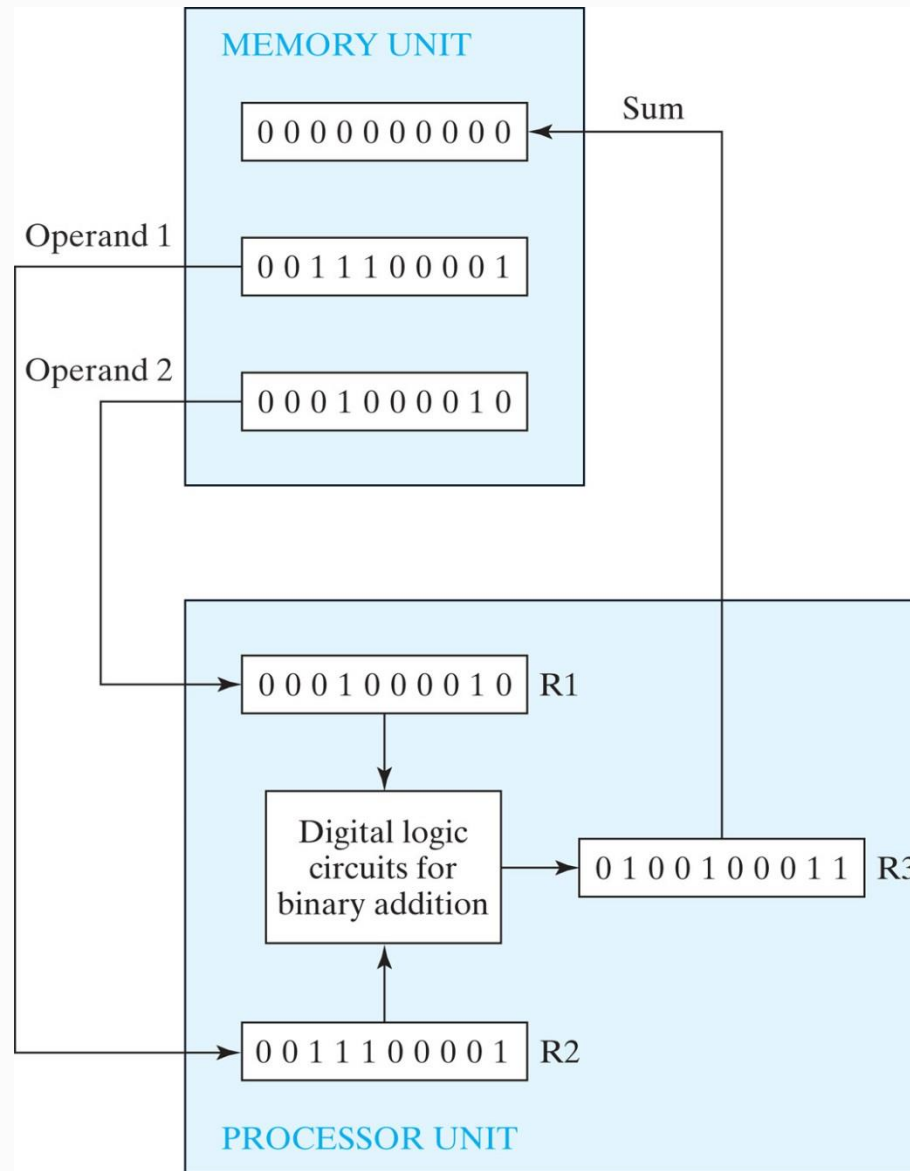 MEMORY UNIT
Sum
0 0 0 0 0 0 0 0 0 0
Operand 1
0 0 1 1 1 0 0 0 0 1
Operand 2
0 0 0 1 0 0 0 0 1 0
0 0 0 1 0 0 0 0 1 0 R1
Digital logic
circuits for
binary addition
0 1 0 0 1 0 0 0 1 1 R3
0 0 1 1 1 0 0 0 0 1 R2
PROCESSOR UNIT